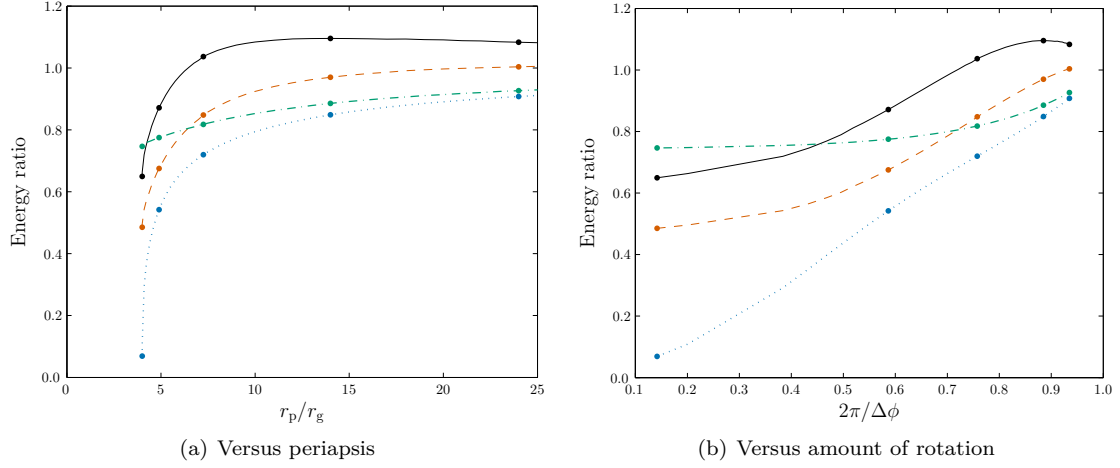 Energy ratio
1.2
1.0
0.8
0.6
0.4
0.2
0.0
0 5 10 15 20 25
r_p/r_g
(a) Versus periapsis
Energy ratio
1.2
1.0
0.8
0.6
0.4
0.2
0.0
0.1 0.2 0.3 0.4 0.5 0.6 0.7 0.8 0.9 1.0
2π/Δϕ
(b) Versus amount of rotation